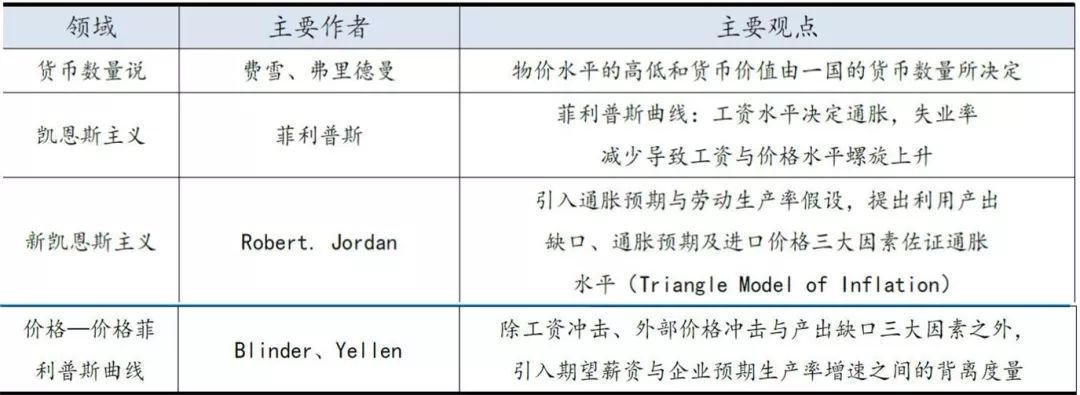 领域 主要作者 主要观点
货币数量说 费雪、弗里德曼 物价水平的高低和货币价值由一国的货币数量所决定
凯恩斯主义 菲利普斯 菲利普斯曲线：工资水平决定通胀，失业率
减少导致工资与价格水平螺旋上升
新凯恩斯主义 Robert. Jordan 引入通胀预期与劳动生产率假设，提出利用产出
缺口、通胀预期及进口价格三大因素佐证通胀
水平（Triangle Model of Inflation）
价格—价格菲
利普斯曲线
Blinder、Yellen
除工资冲击、外部价格冲击与产出缺口三大因素之外，
引入期望薪资与企业预期生产率增速之间的背离度量